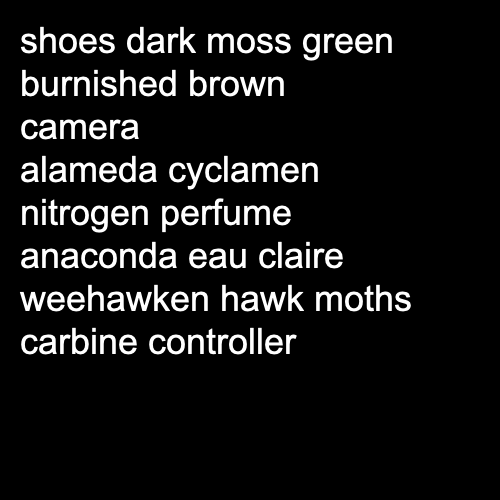 shoes dark moss green
burnished brown
camera
alameda cyclamen
nitrogen perfume
anaconda eau claire
weehawken hawk moths
carbine controller